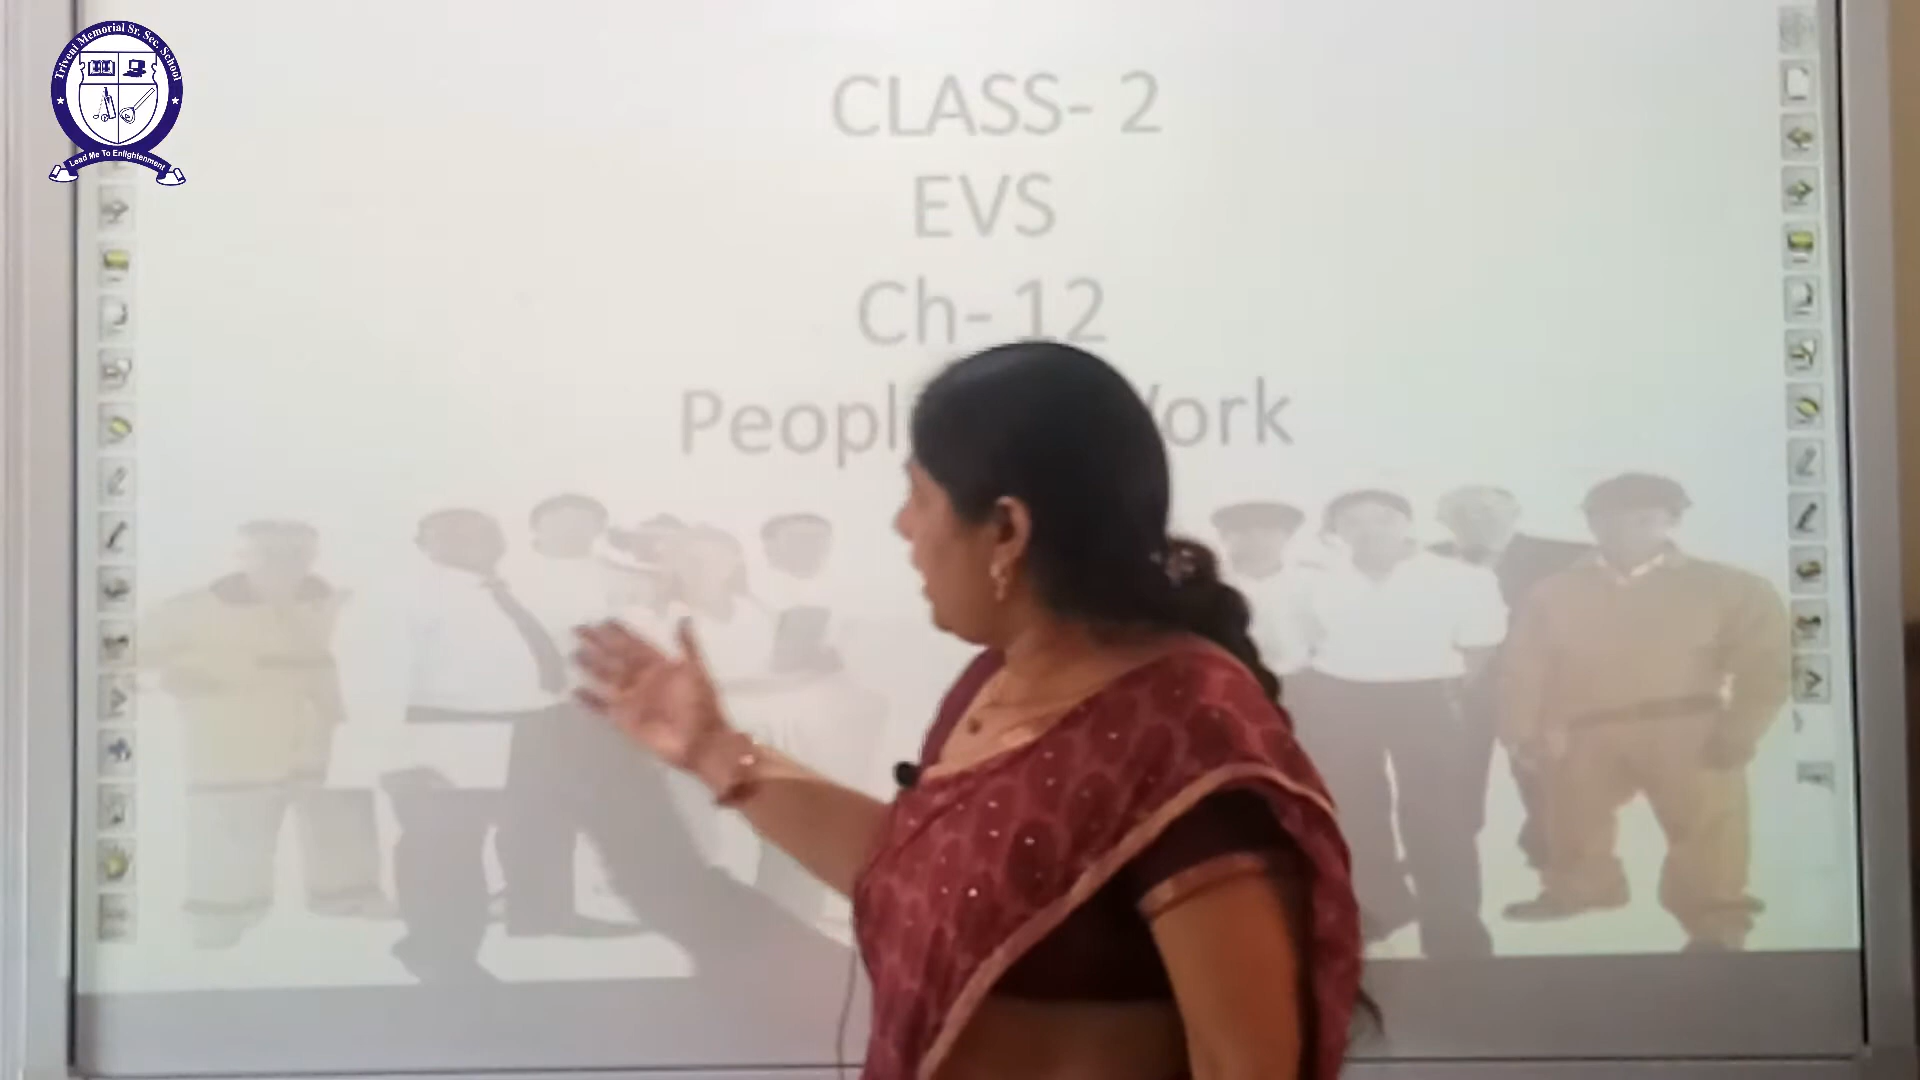 Triveni Memorial Sr. Sec. School
Lead Me To Enlightenment
CLASS- 2
EVS
Ch- 12
Peopl ork